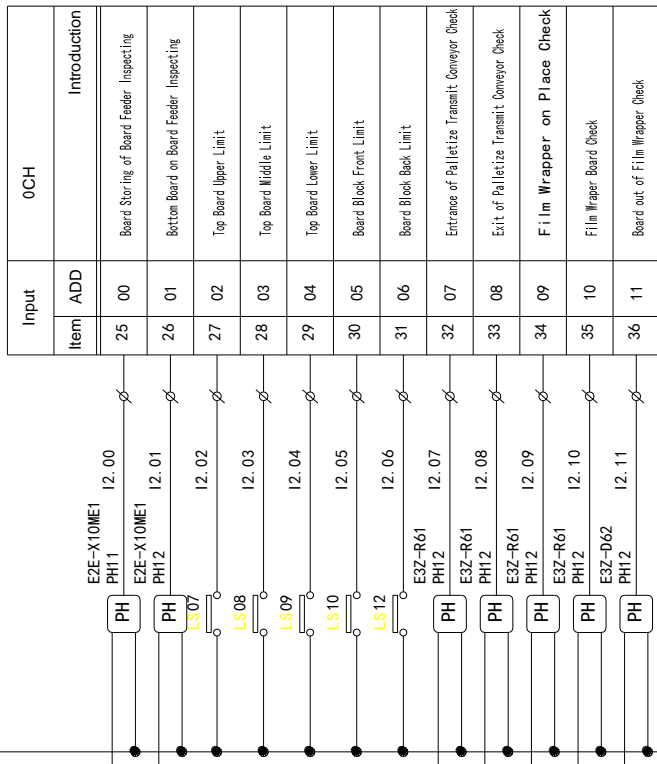 Input 0CH
Item ADD Introduction
25 00 Board Storing of Board Feeder Inspecting
26 01 Bottom Board on Board Feeder Inspecting
27 02 Top Board Upper Limit
28 03 Top Board Middle Limit
29 04 Top Board Lower Limit
30 05 Board Block Front Limit
31 06 Board Block Back Limit
32 07 Entrance of Palletize Transmit Conveyor Check
33 08 Exit of Palletize Transmit Conveyor Check
34 09 Film Wrapper on Place Check
35 10 Film Wraper Board Check
36 11 Board out of Film Wrapper Check
E2E-X10ME1
PH11 I2.00
PH
E2E-X10ME1
PH12 I2.01
PH
LS07 I2.02
LS08 I2.03
LS09 I2.04
LS10 I2.05
LS12 I2.06
E3Z-R61
PH12 I2.07
PH
E3Z-R61
PH12 I2.08
PH
E3Z-R61
PH12 I2.09
PH
E3Z-R61
PH12 I2.10
PH
E3Z-D62
PH12 I2.11
PH